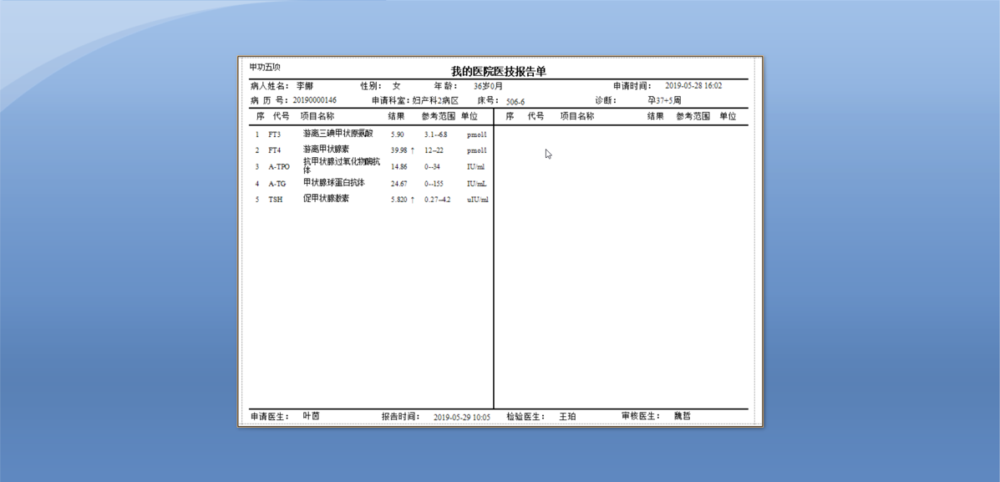 甲功五项
我的医院医技报告单
病人姓名： 李娜 性别： 女 年龄： 36岁0月 申请时间： 2019-05-28 16:02
病 历 号： 20190000146 申请科室：妇产科2病区 床号： 506-6 诊断： 孕37+5周
序 代号 项目名称 结果 参考范围 单位 序 代号 项目名称 结果 参考范围 单位
1 FT3 游离三碘甲状原氨酸 5.90 3.1--6.8 pmol/l
2 FT4 游离甲状腺素 39.98 ↑ 12--22 pmol/l
3 A-TPO 抗甲状腺过氧化物酶抗体 14.86 0--34 IU/ml
4 A-TG 甲状腺球蛋白抗体 24.67 0--155 IU/mL
5 TSH 促甲状腺激素 5.820 ↑ 0.27--4.2 uIU/ml
申请医生： 叶茵 报告时间： 2019-05-29 10:05 检验医生： 王珀 审核医生： 魏哲